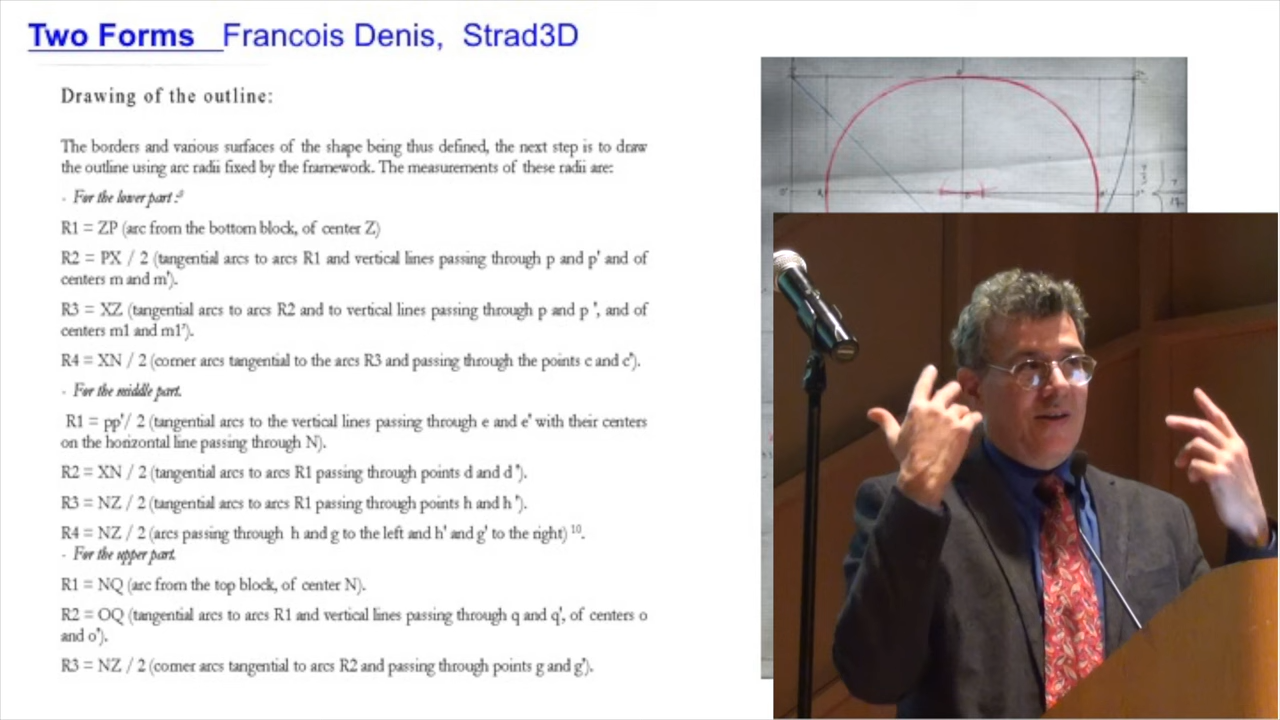 Two Forms Francois Denis, Strad3D
Drawing of the outline:
The borders and various surfaces of the shape being thus defined, the next step is to draw
the outline using arc radii fixed by the framework. The measurements of these radii are:
- For the lower part :⁹
R1 = ZP (arc from the bottom block, of center Z)
R2 = PX / 2 (tangential arcs to arcs R1 and vertical lines passing through p and p' and of
centers m and m').
R3 = XZ (tangential arcs to arcs R2 and to vertical lines passing through p and p ', and of
centers m1 and m1').
R4 = XN / 2 (corner arcs tangential to the arcs R3 and passing through the points c and c').
- For the middle part.
R1 = pp'/ 2 (tangential arcs to the vertical lines passing through e and e' with their centers
on the horizontal line passing through N).
R2 = XN / 2 (tangential arcs to arcs R1 passing through points d and d ').
R3 = NZ / 2 (tangential arcs to arcs R1 passing through points h and h ').
R4 = NZ / 2 (arcs passing through h and g to the left and h' and g' to the right) ¹⁰.
- For the upper part.
R1 = NQ (arc from the top block, of center N).
R2 = OQ (tangential arcs to arcs R1 and vertical lines passing through q and q', of centers o
and o').
R3 = NZ / 2 (corner arcs tangential to arcs R2 and passing through points g and g').